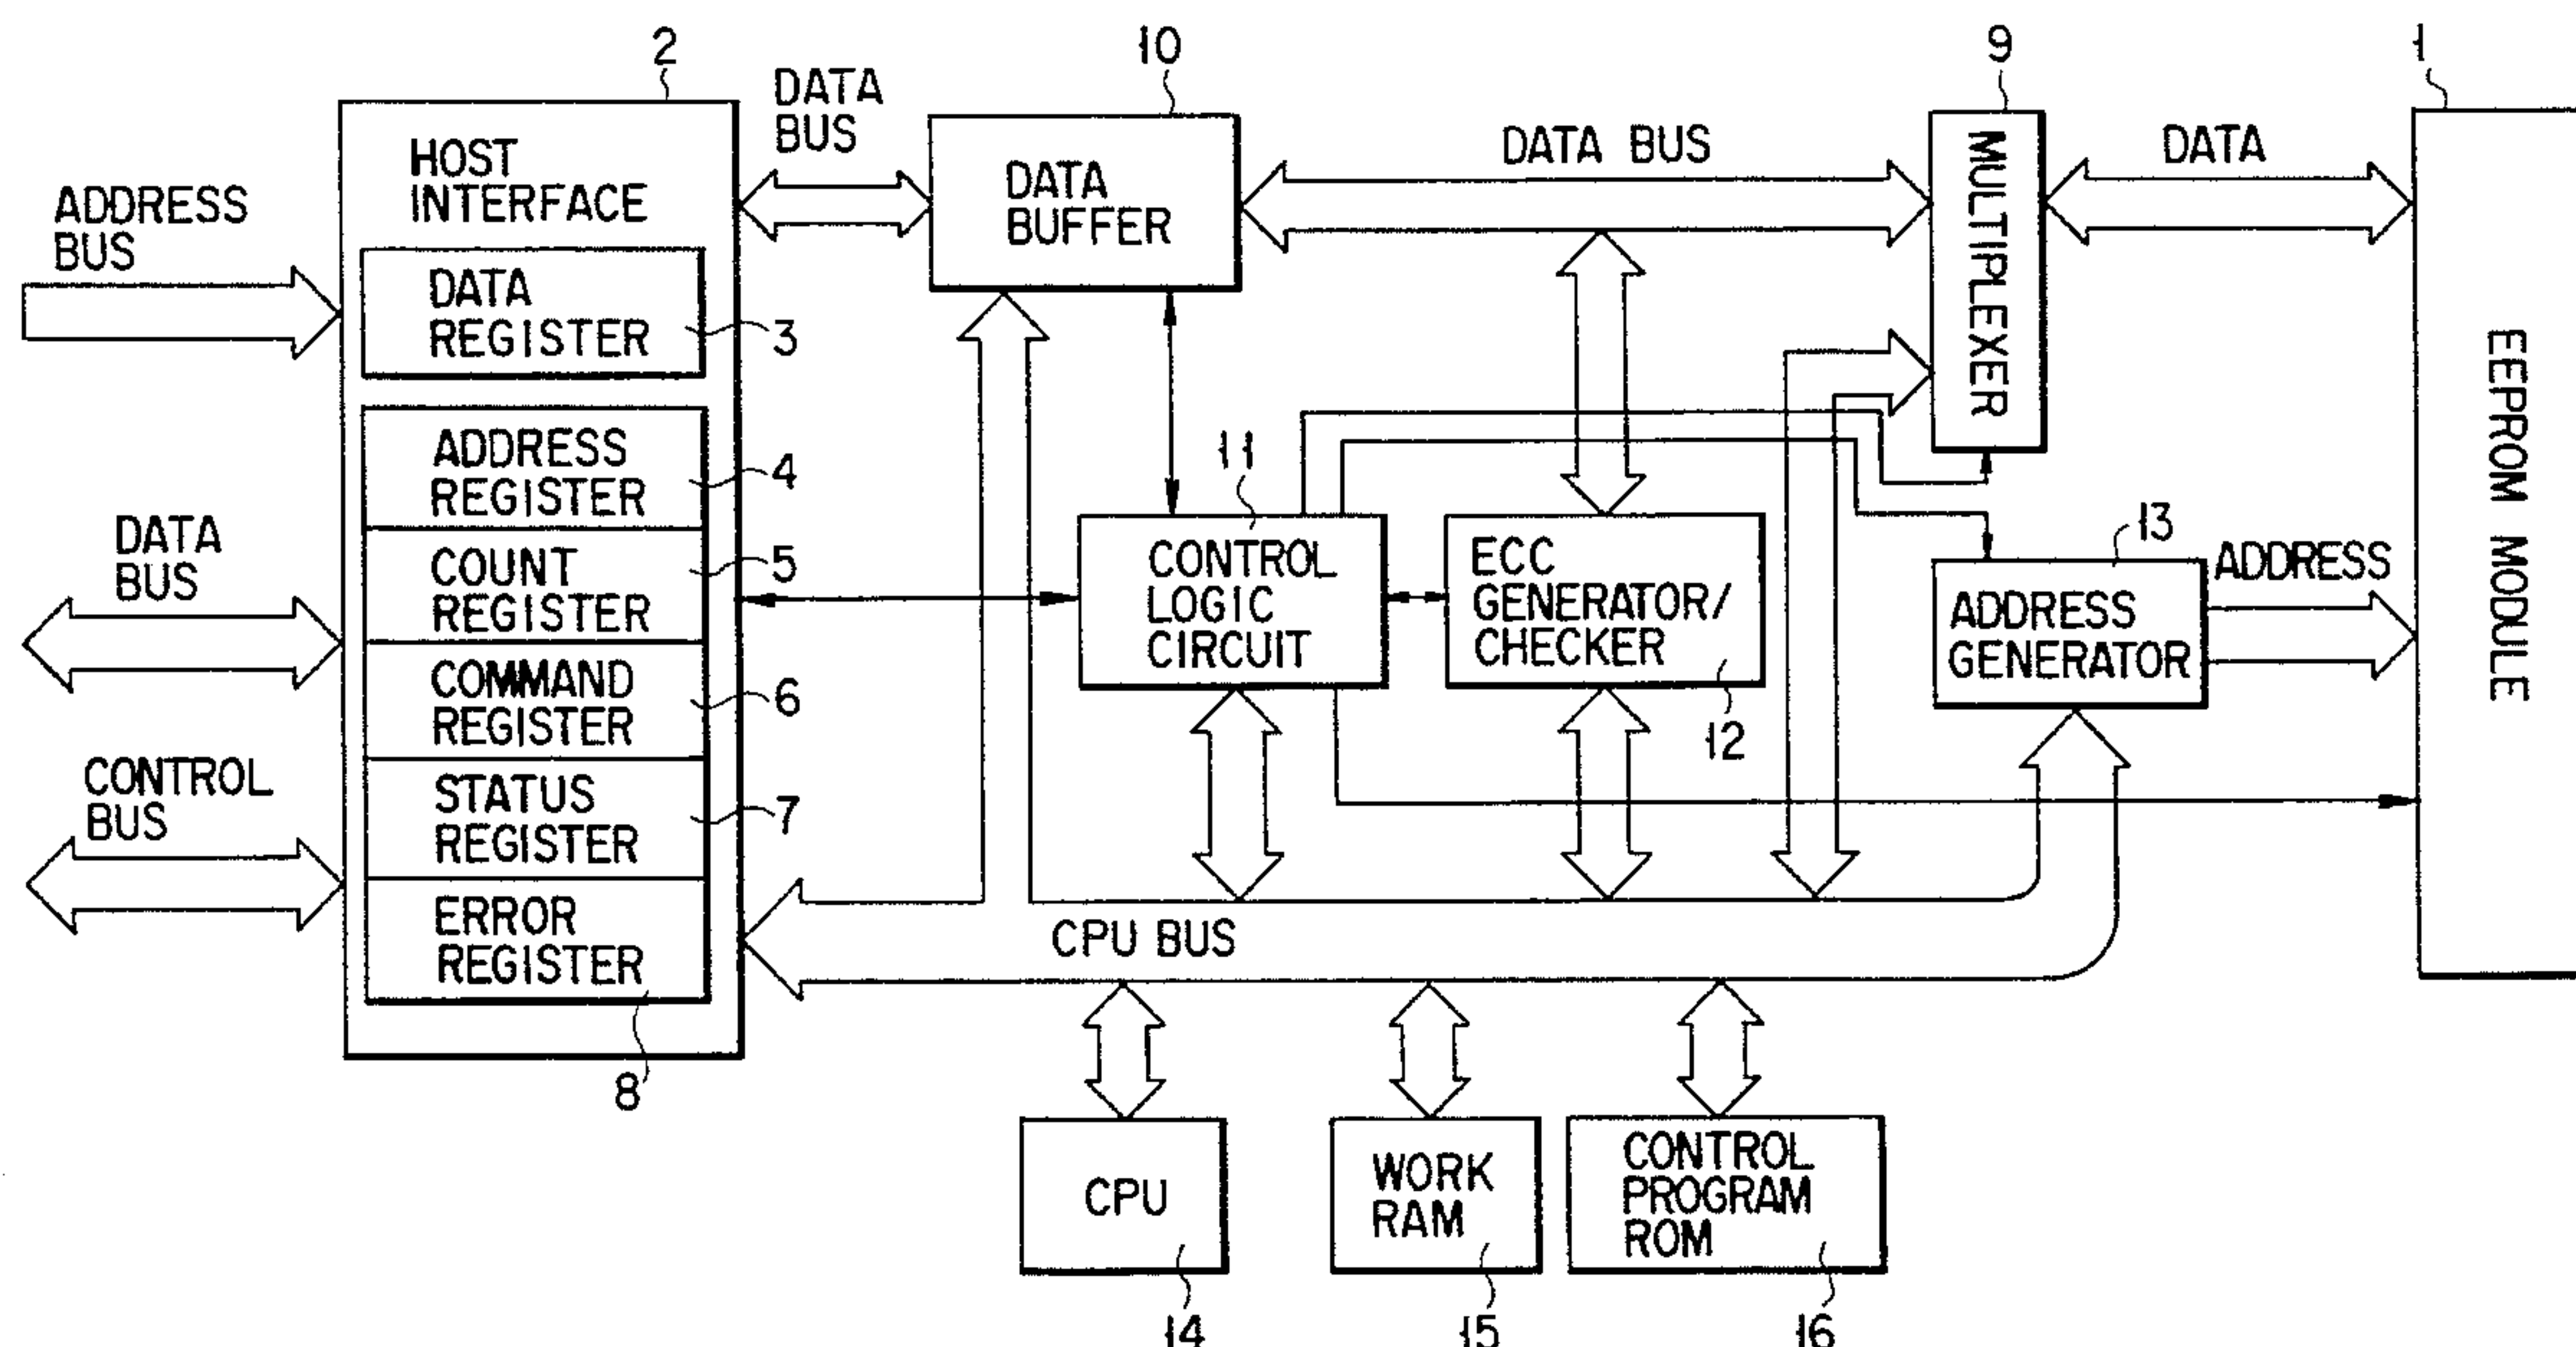 2
10
9
1
DATA
BUS
DATA BUS
DATA
HOST
INTERFACE
DATA
BUFFER
MULTIPLEXER
ADDRESS
BUS
DATA
REGISTER
3
EEPROM MODULE
ADDRESS
REGISTER
4
11
DATA
BUS
COUNT
REGISTER
5
CONTROL
LOGIC
CIRCUIT
ECC
GENERATOR/
CHECKER
12
13
ADDRESS
GENERATOR
ADDRESS
COMMAND
REGISTER
6
CONTROL
BUS
STATUS
REGISTER
7
ERROR
REGISTER
8
CPU BUS
CPU
14
WORK
RAM
15
CONTROL
PROGRAM
ROM
16